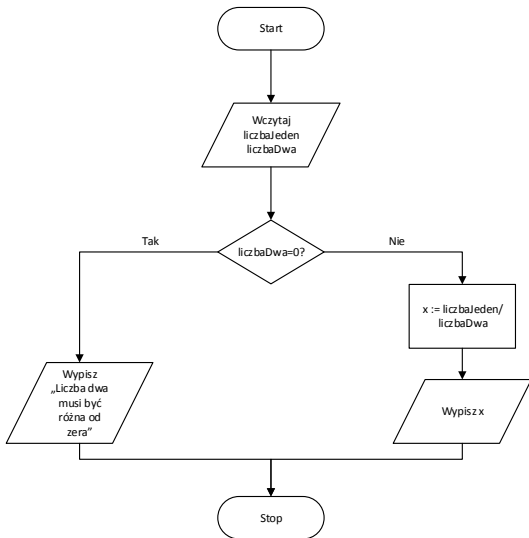 Start
Wczytaj
liczbaJeden
liczbaDwa
liczbaDwa=0?
Tak
Nie
x := liczbaJeden/
liczbaDwa
Wypisz
„Liczba dwa
musi być
różna od
zera”
Wypisz x
Stop